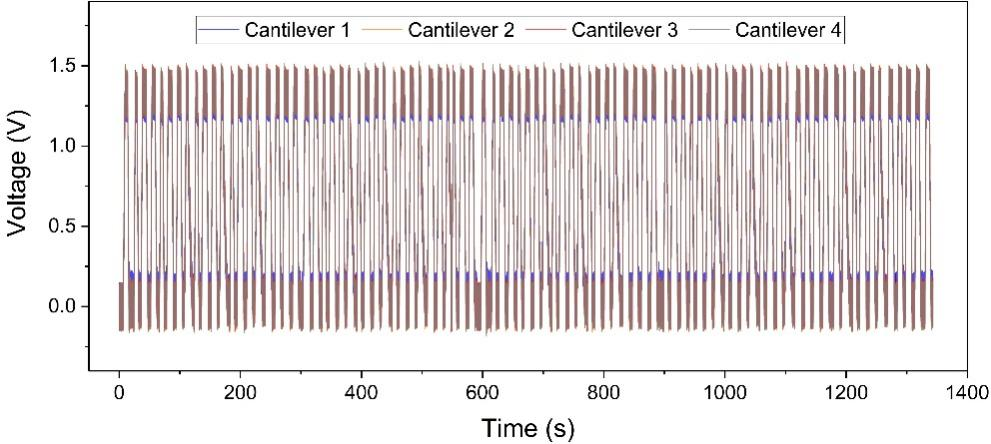 Cantilever 1 Cantilever 2 Cantilever 3 Cantilever 4
1.5
1.0
0.5
0.0
Voltage (V)
0 200 400 600 800 1000 1200 1400
Time (s)